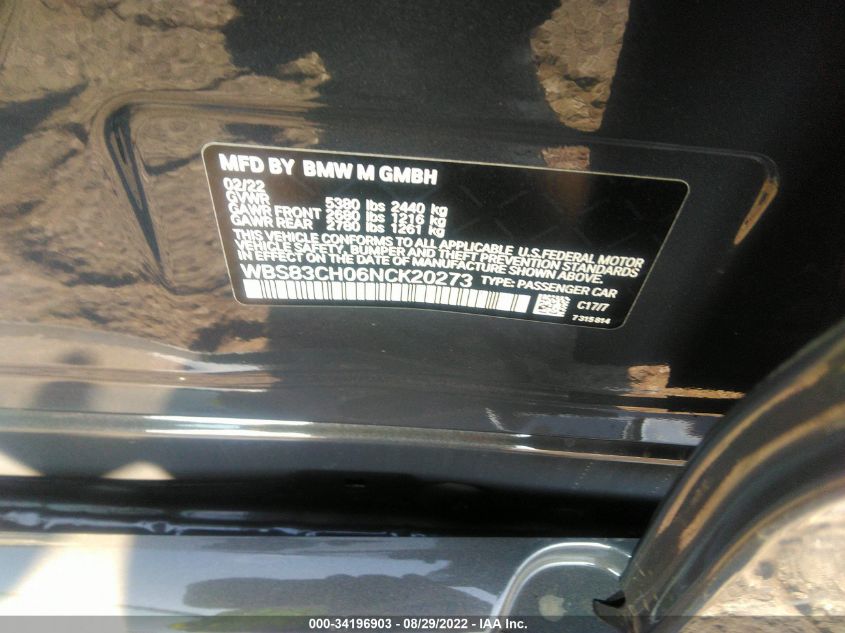 MFD BY BMW M GMBH
02/22
GVWR 5380 lbs 2440 kg
GAWR FRONT 2680 lbs 1216 kg
GAWR REAR 2780 lbs 1261 kg
THIS VEHICLE CONFORMS TO ALL APPLICABLE U.S.FEDERAL MOTOR
VEHICLE SAFETY, BUMPER AND THEFT PREVENTION STANDARDS
IN EFFECT ON THE DATE OF MANUFACTURE SHOWN ABOVE.
WBS83CH06NCK20273 TYPE: PASSENGER CAR
C17/7
7315814
000-34196903 - 08/29/2022 - IAA Inc.